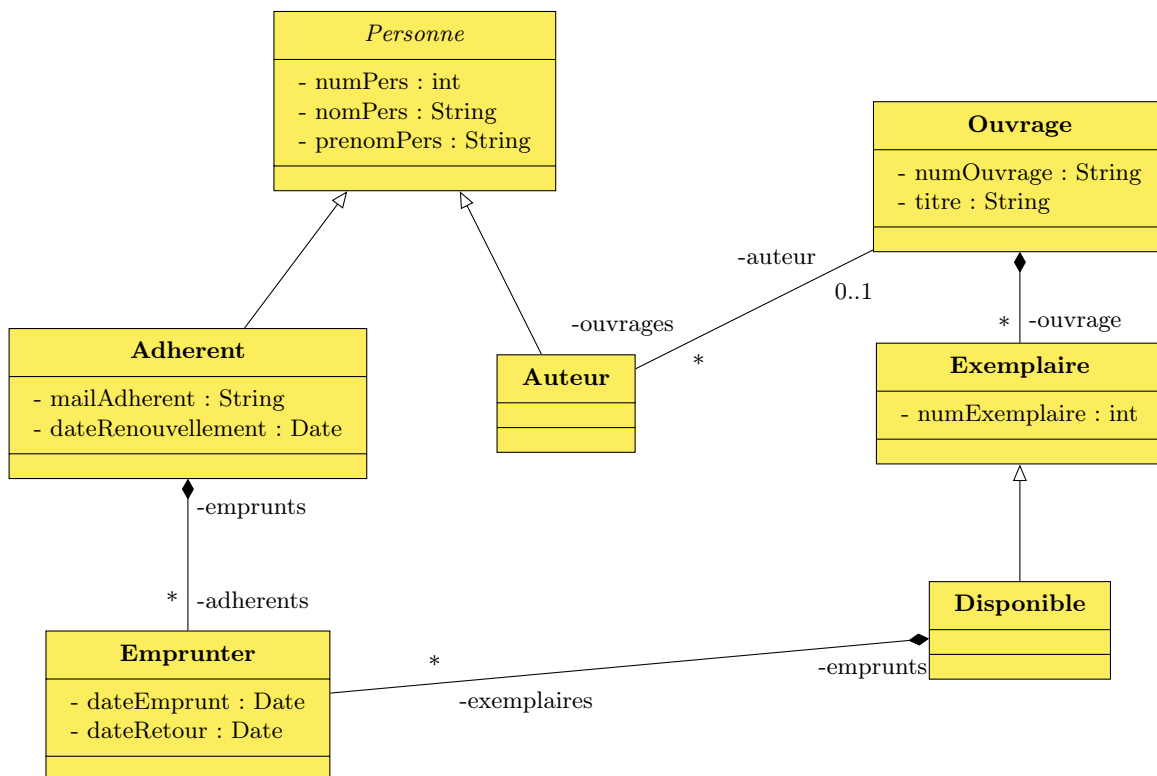 Personne
- numPers : int
- nomPers : String
- prenomPers : String
Ouvrage
- numOuvrage : String
- titre : String
-auteur
0..1
-ouvrages
*
* -ouvrage
Adherent
- mailAdherent : String
- dateRenouvellement : Date
Auteur
Exemplaire
- numExemplaire : int
-emprunts
* -adherents
Disponible
Emprunter
- dateEmprunt : Date
- dateRetour : Date
*
-exemplaires
-emprunts